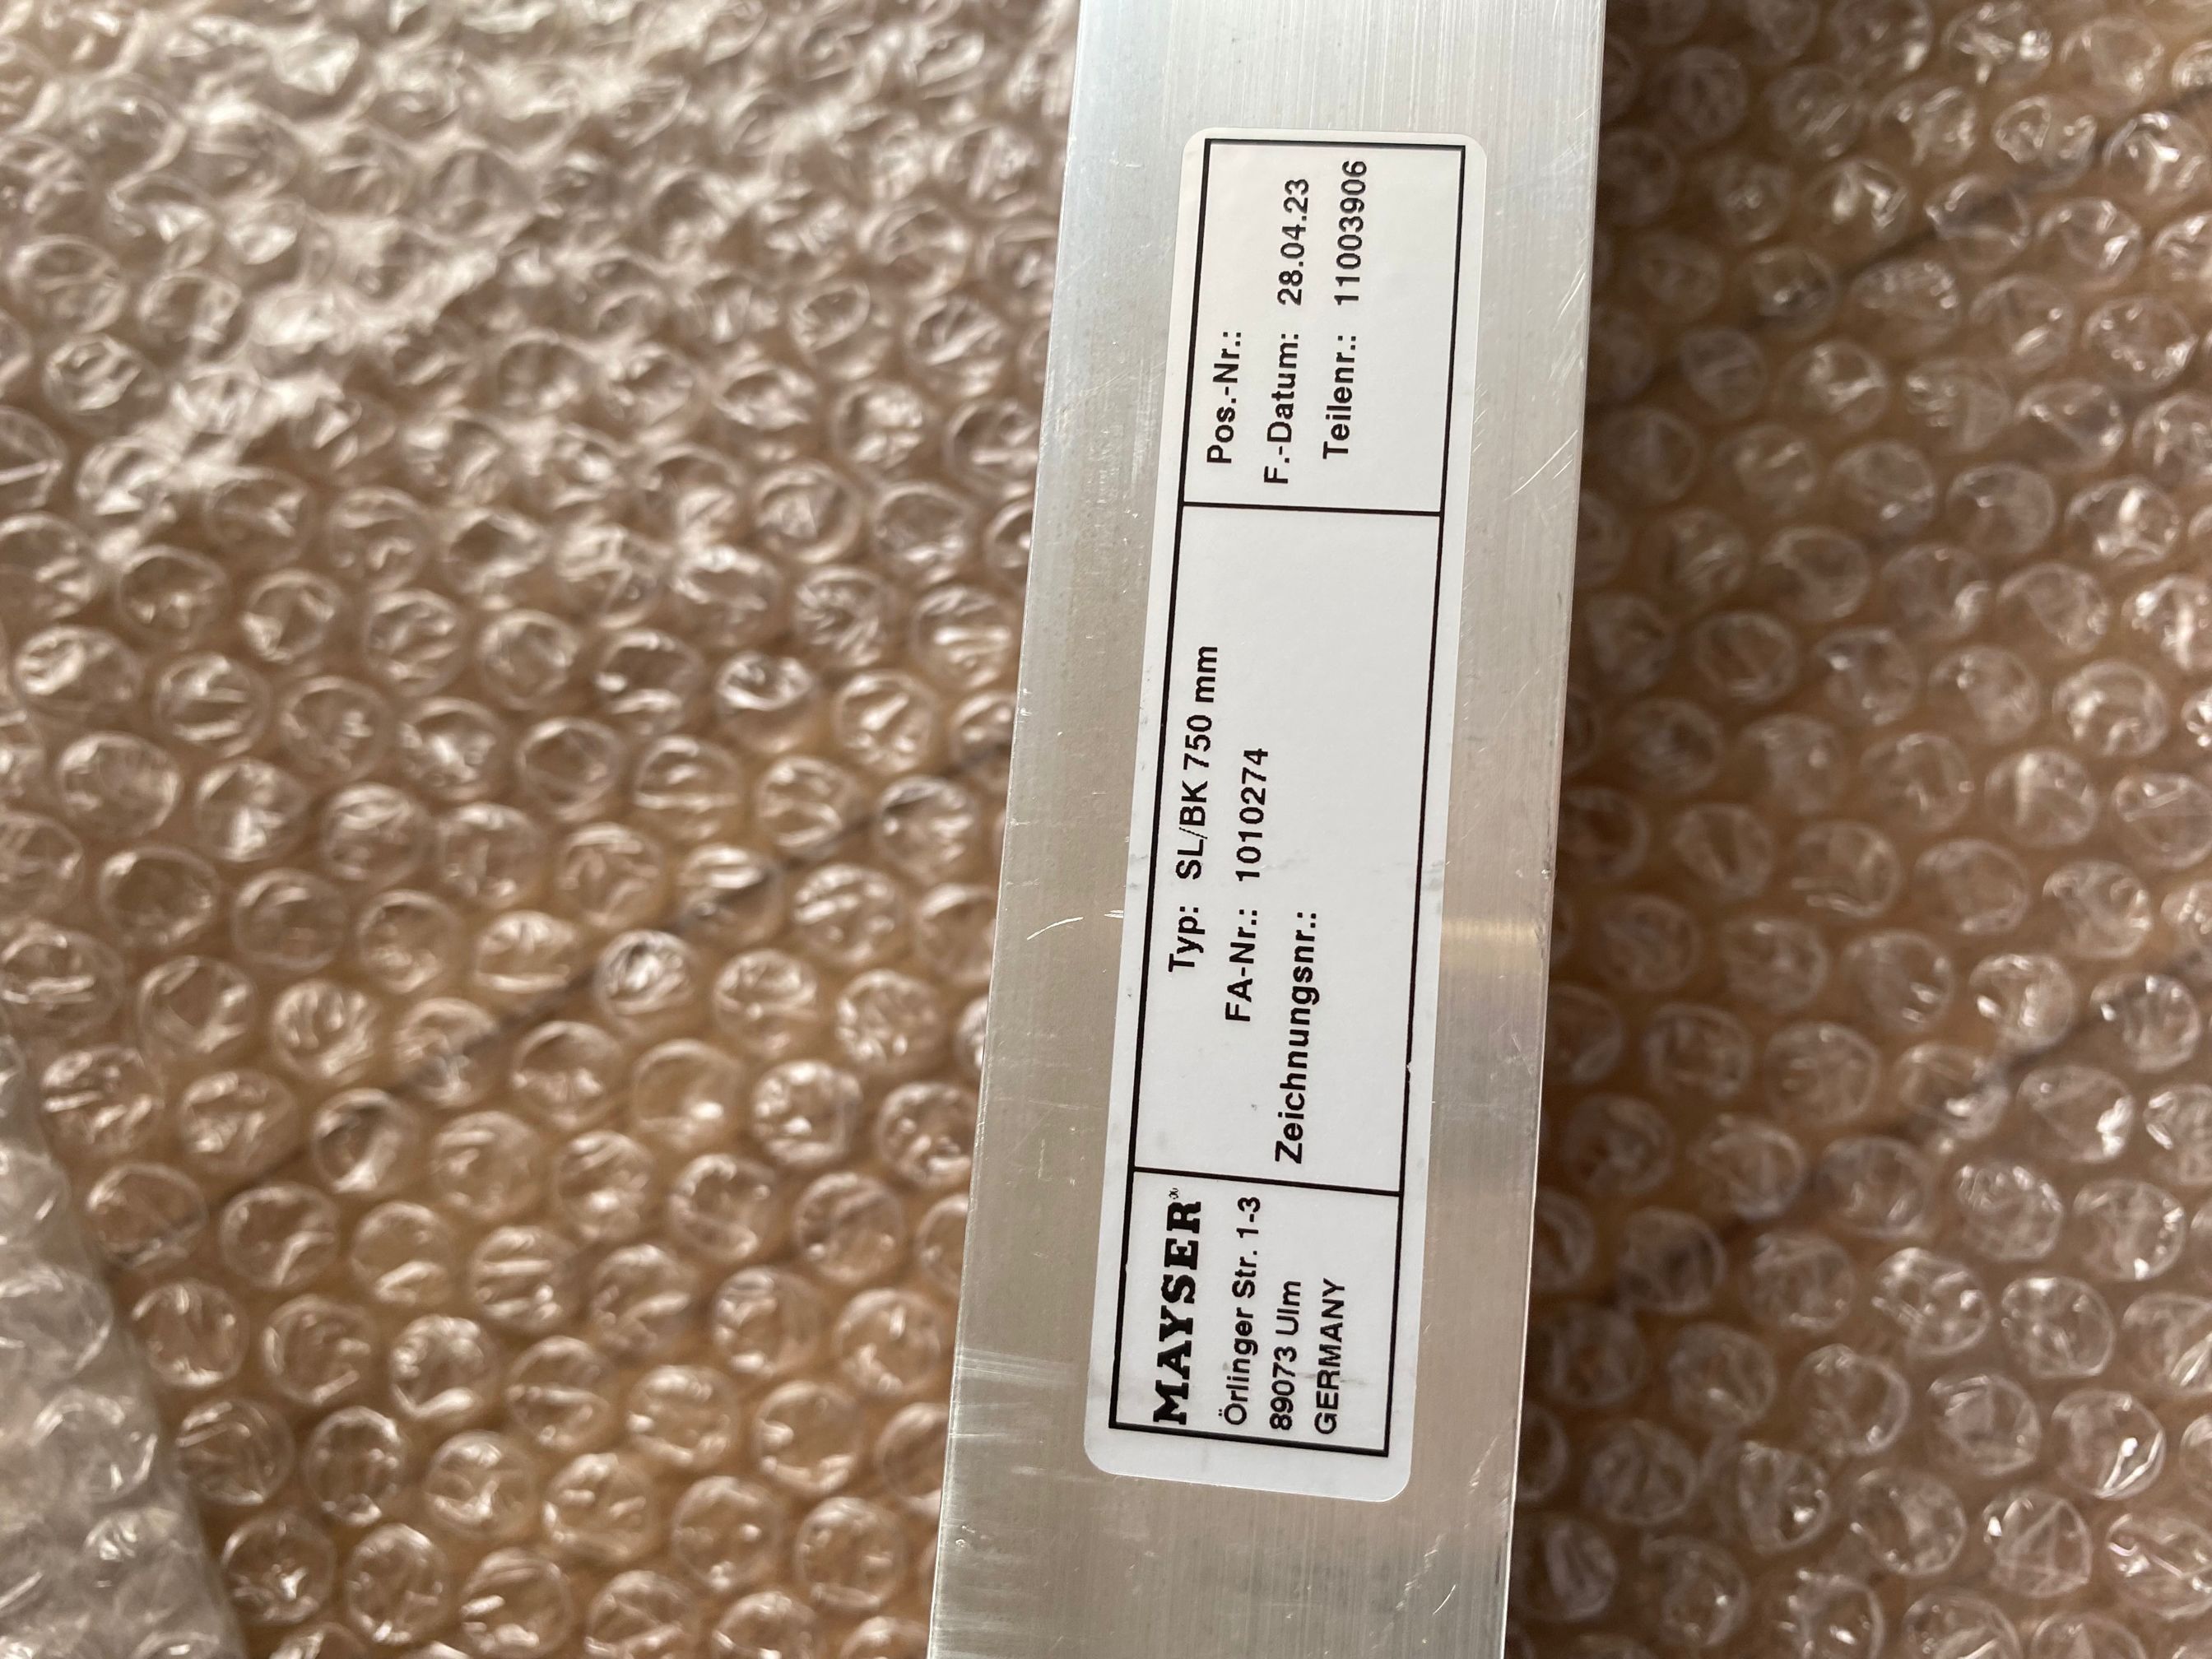 MAYSER®
Örlinger Str. 1-3
89073 Ulm
GERMANY
Typ: SL/BK 750 mm
FA-Nr.: 1010274
Zeichnungsnr.:
Pos.-Nr.:
F.-Datum: 28.04.23
Teilenr.: 11003906